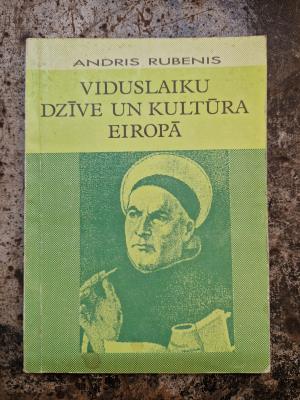 ANDRIS RUBENIS
VIDUSLAIKU
DZĪVE UN KULTŪRA
EIROPĀ